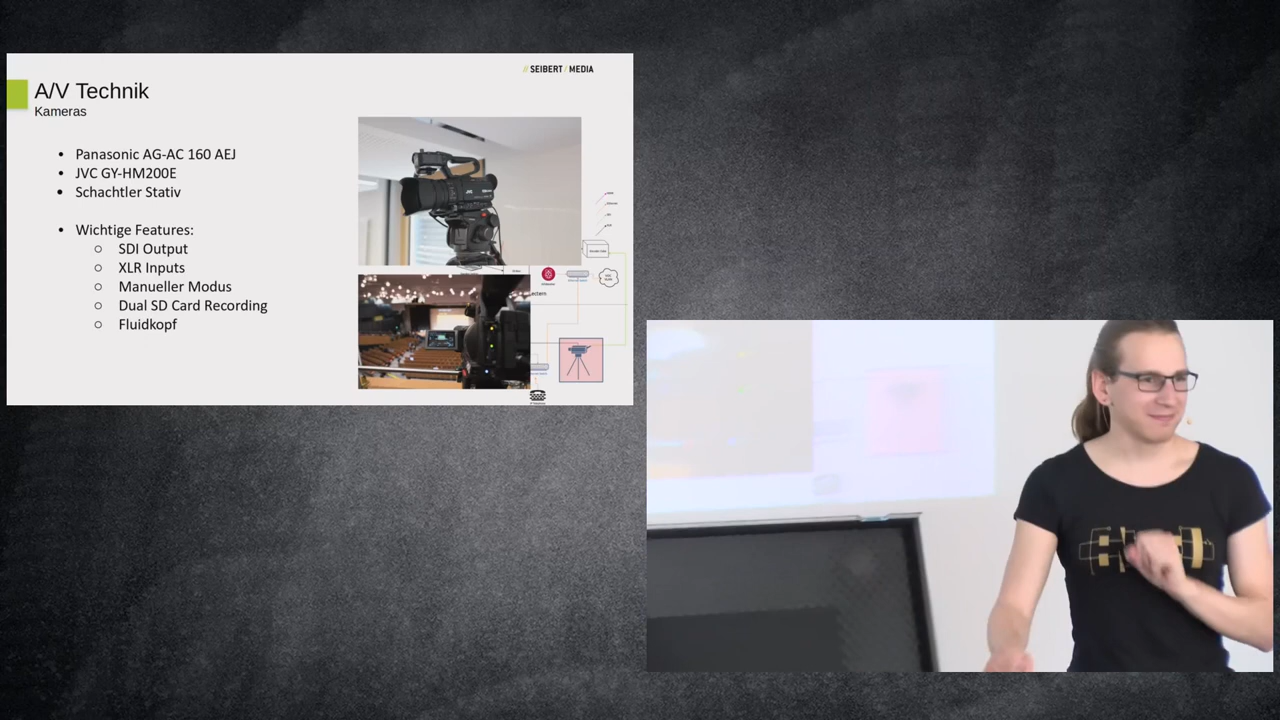 // SEIBERT / MEDIA
A/V Technik
Kameras
• Panasonic AG-AC 160 AEJ
• JVC GY-HM200E
• Schachtler Stativ
• Wichtige Features:
○ SDI Output
○ XLR Inputs
○ Manueller Modus
○ Dual SD Card Recording
○ Fluidkopf
JVC